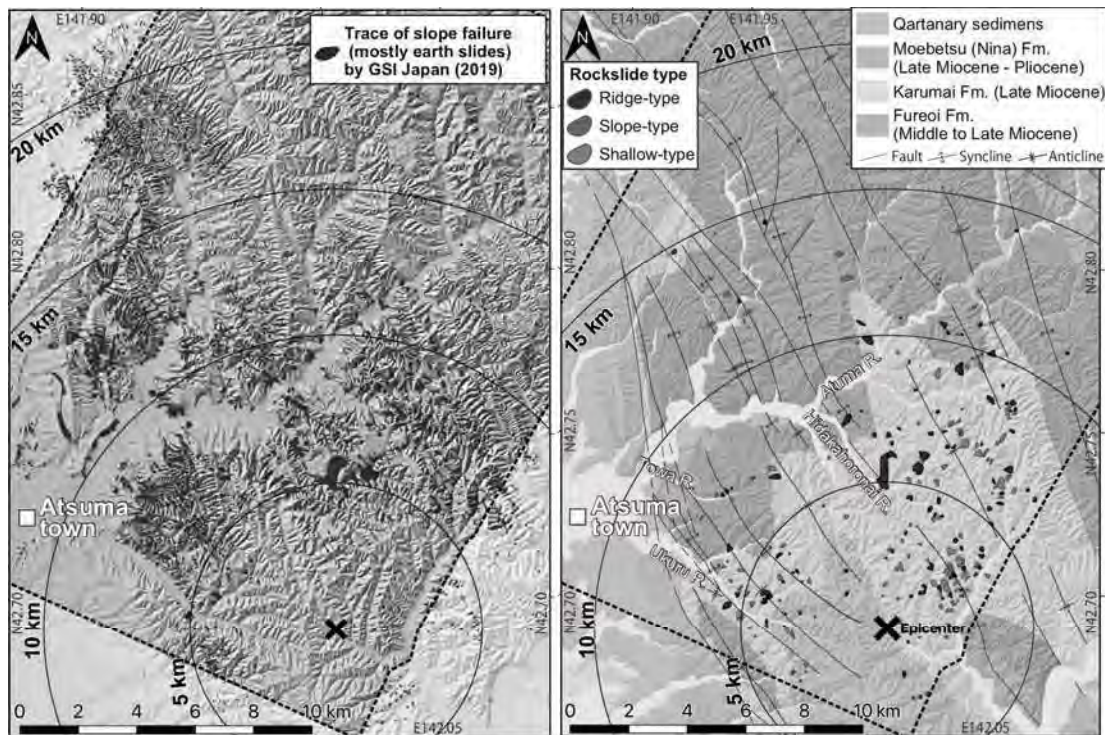 E141.90
Trace of slope failure
(mostly earth slides)
by GSI Japan (2019)
N42.85
20 km
N42.80
15 km
N42.75
Atsuma
town
N42.70
10 km
5 km
0 2 4 6 8 10 km
E142.05
E141.90
E141.95
20 km
Rockslide type
Ridge-type
Slope-type
Shallow-type
Qartanary sedimens
Moebetsu (Nina) Fm.
(Late Miocene - Pliocene)
Karumai Fm. (Late Miocene)
Fureoi Fm.
(Middle to Late Miocene)
Fault
Syncline
Anticline
N42.80
15 km
Atuma R.
N42.75
Hidakahoronai R.
Towa R.
Atsuma
town
Ukuru R.
N42.70
Epicenter
10 km
5 km
0 2 4 6 8 10 km
E142.05